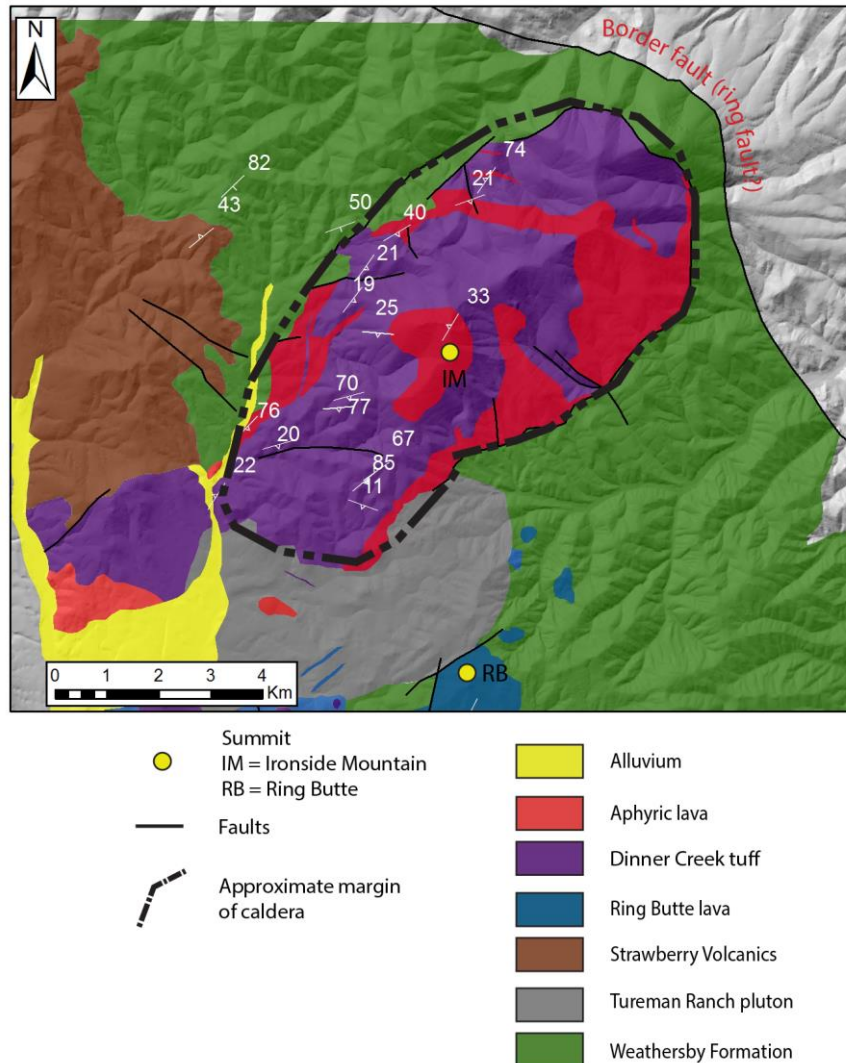 N
Border fault (ring fault?)
82
74
43
21
50
40
21
19
25
33
IM
70
77
76
20
67
22
85
11
RB
0 1 2 3 4
Km
Summit
IM = Ironside Mountain
RB = Ring Butte
Faults
Approximate margin
of caldera
Alluvium
Aphyric lava
Dinner Creek tuff
Ring Butte lava
Strawberry Volcanics
Tureman Ranch pluton
Weathersby Formation